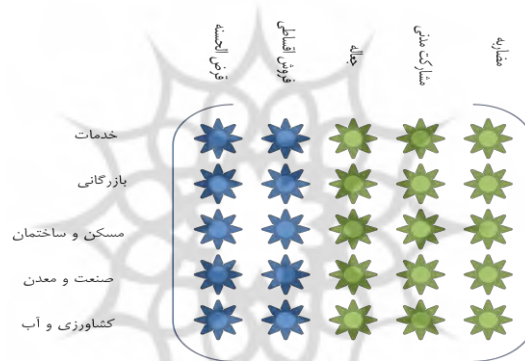 مضاربه
مشارکت مدنی
جعاله
فروش اقساطی
قرض الحسنه
خدمات
بازرگانی
مسکن و ساختمان
صنعت و معدن
کشاورزی و آب